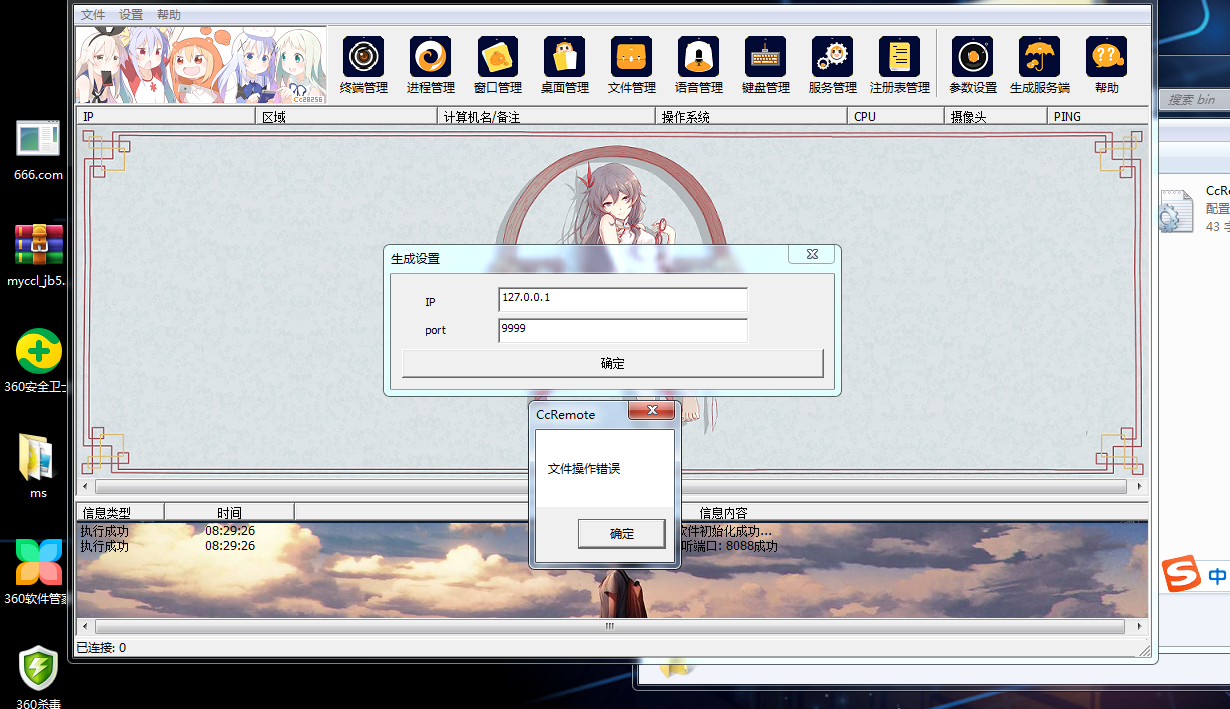 文件 设置 帮助
Cc28256
终端管理 进程管理 窗口管理 桌面管理 文件管理 语音管理 键盘管理 服务管理 注册表管理 参数设置 生成服务端 帮助
IP 区域 计算机名/备注 操作系统 CPU 摄像头 PING
搜索 bin
666.com
myccl_jb5..
360安全卫士
ms
360软件管家
360杀毒
CcRe
配置
43 字
生成设置
IP 127.0.0.1
port 9999
确定
CcRemote
文件操作错误
确定
信息类型 时间 信息内容
执行成功 08:29:26 软件初始化成功...
执行成功 08:29:26 听端口: 8088成功
已连接: 0
中